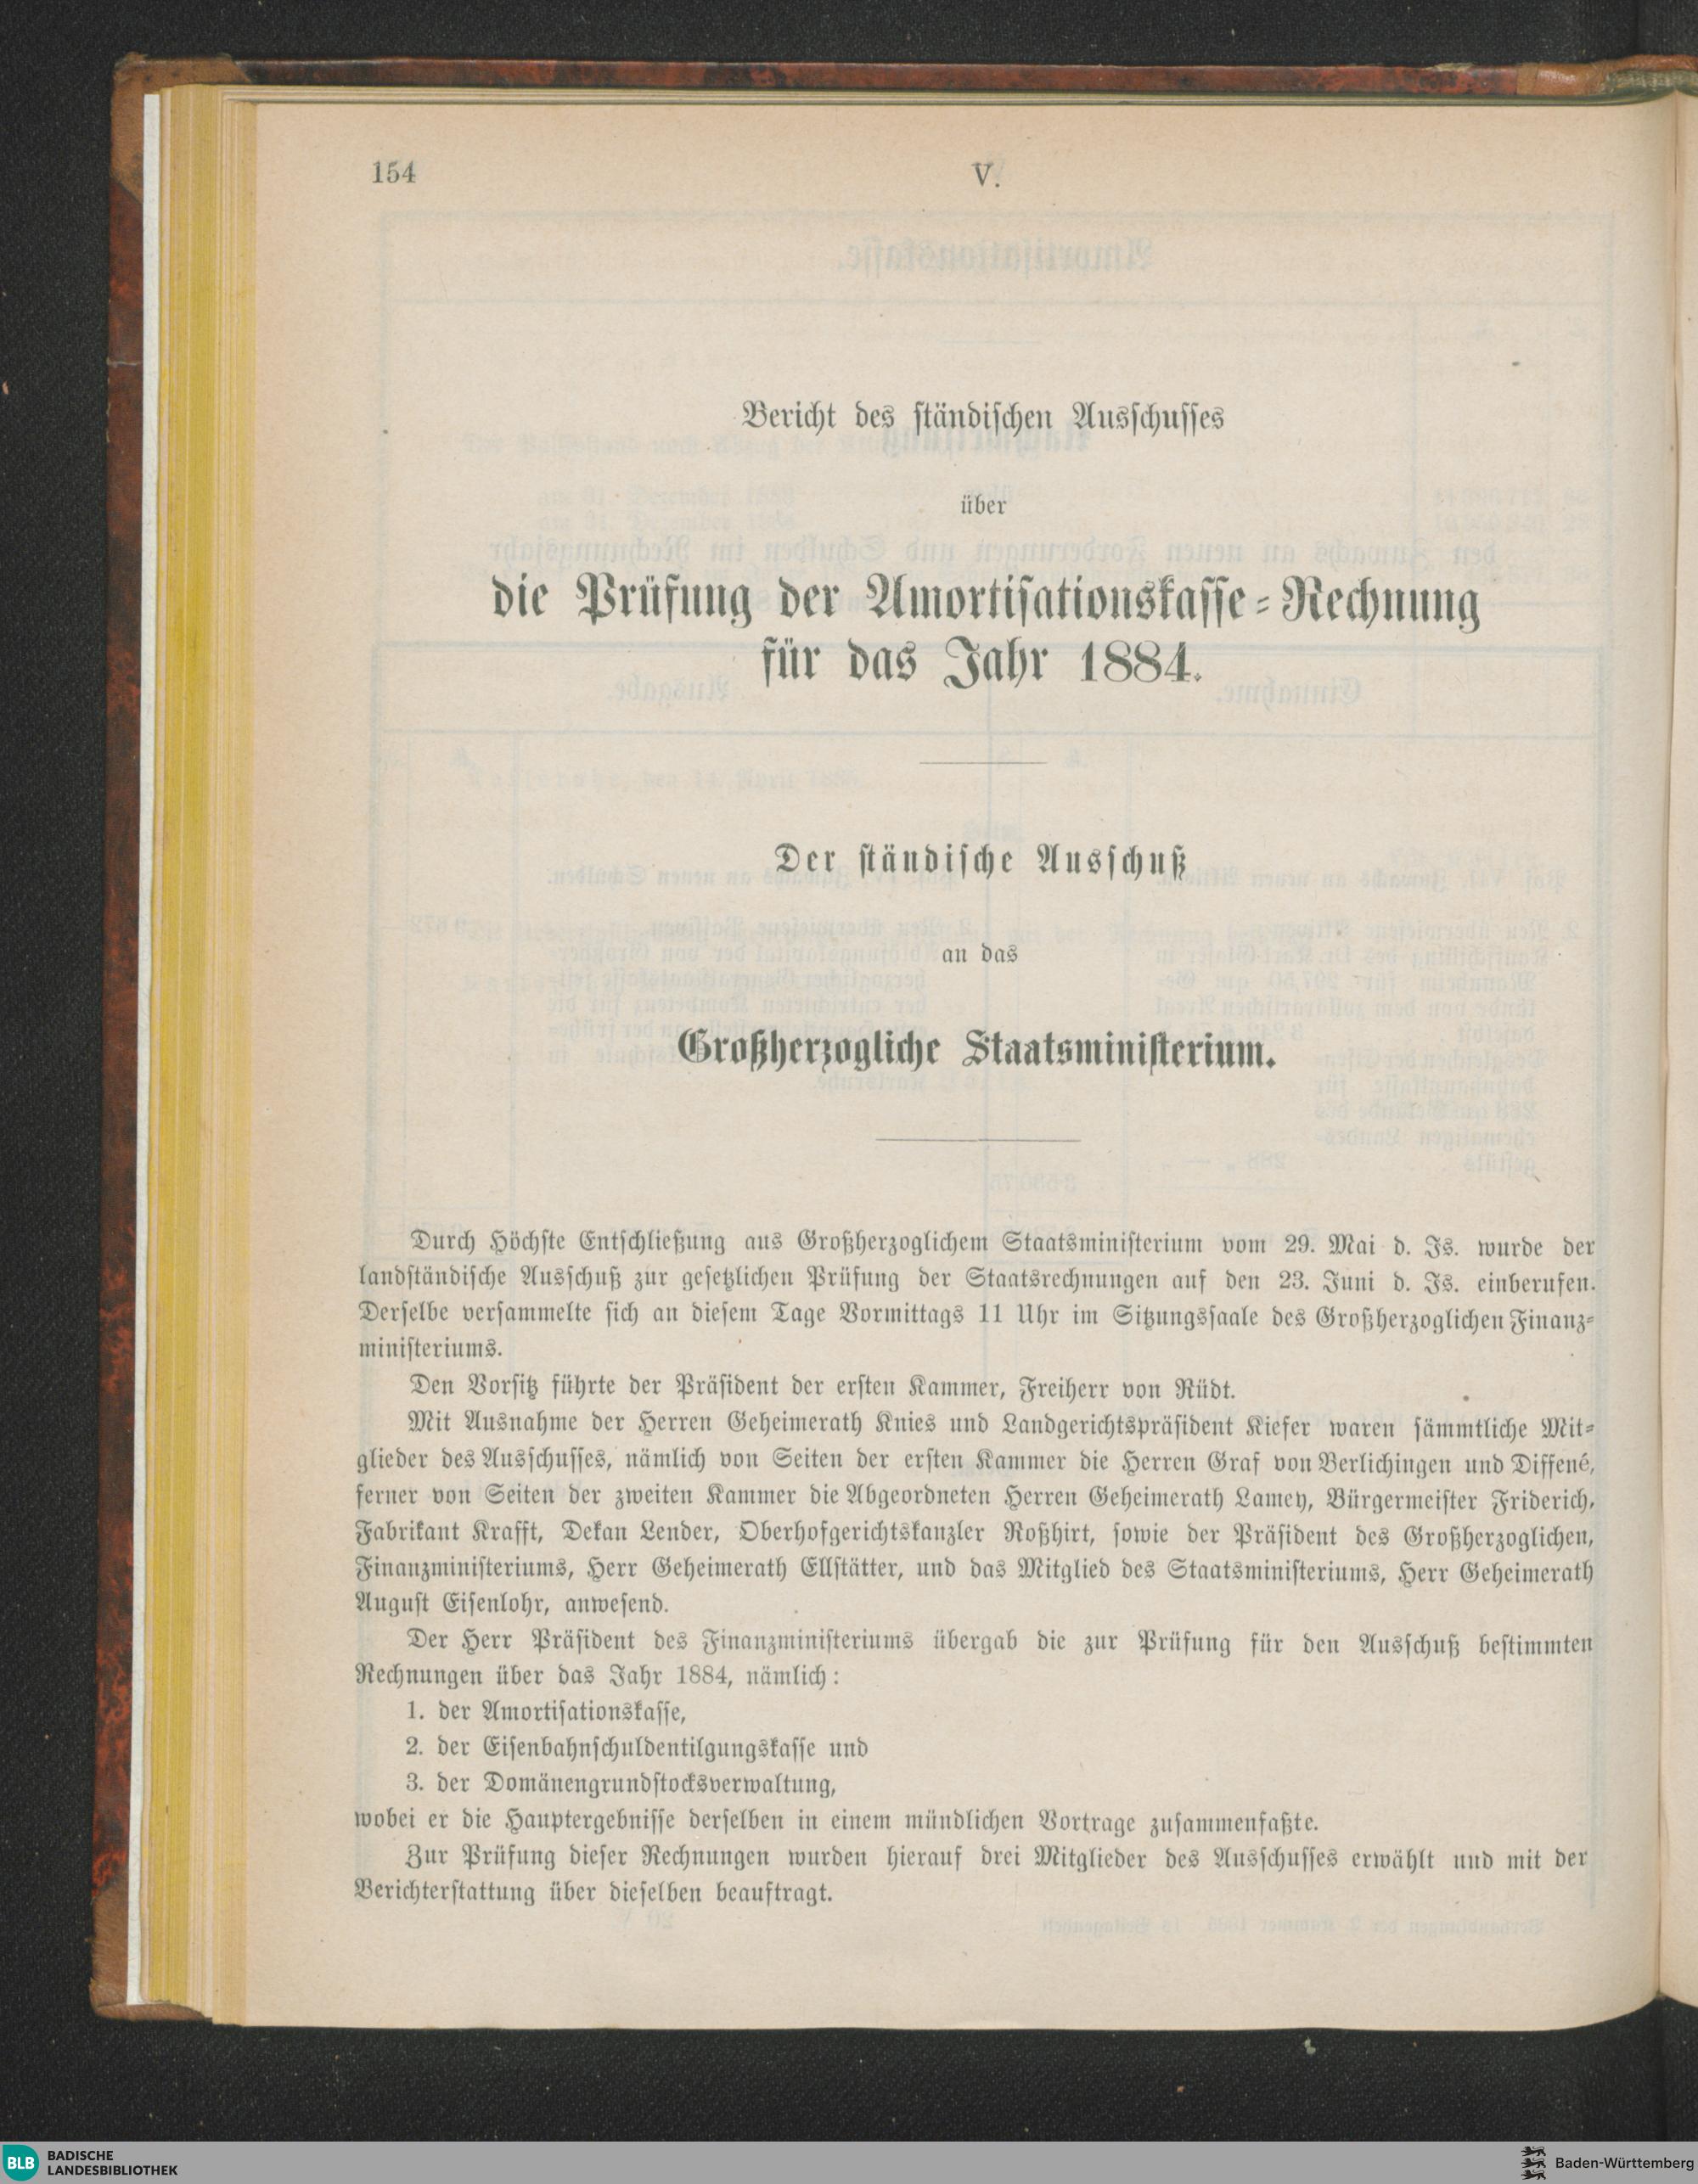 154
V.
Bericht des ständischen Ausschusses
über
die Prüfung der Amortisationskasse-Rechnung
für das Jahr 1884.
Der ständische Ausschuß
an das
Großherzogliche Staatsministerium.
Durch Höchste Entschließung aus Großherzoglichem Staatsministerium vom 29. Mai d. Js. wurde der
landständische Ausschuß zur gesetzlichen Prüfung der Staatsrechnungen auf den 23. Juni d. Js. einberufen.
Derselbe versammelte sich an diesem Tage Vormittags 11 Uhr im Sitzungssaale des Großherzoglichen Finanz-
ministeriums.
Den Vorsitz führte der Präsident der ersten Kammer, Freiherr von Rüdt.
Mit Ausnahme der Herren Geheimerath Knies und Landgerichtspräsident Kiefer waren sämmtliche Mit-
glieder des Ausschusses, nämlich von Seiten der ersten Kammer die Herren Graf von Berlichingen und Diffené,
ferner von Seiten der zweiten Kammer die Abgeordneten Herren Geheimerath Lamey, Bürgermeister Friderich,
Fabrikant Krafft, Dekan Lender, Oberhofgerichtskanzler Roßhirt, sowie der Präsident des Großherzoglichen,
Finanzministeriums, Herr Geheimerath Ellstätter, und das Mitglied des Staatsministeriums, Herr Geheimerath
August Eisenlohr, anwesend.
Der Herr Präsident des Finanzministeriums übergab die zur Prüfung für den Ausschuß bestimmten
Rechnungen über das Jahr 1884, nämlich:
1. der Amortisationskasse,
2. der Eisenbahnschuldentilgungskasse und
3. der Domänengrundstocksverwaltung,
wobei er die Hauptergebnisse derselben in einem mündlichen Vortrage zusammenfaßte.
Zur Prüfung dieser Rechnungen wurden hierauf drei Mitglieder des Ausschusses erwählt und mit der
Berichterstattung über dieselben beauftragt.
BLB BADISCHE
LANDESBIBLIOTHEK
Baden-Württemberg